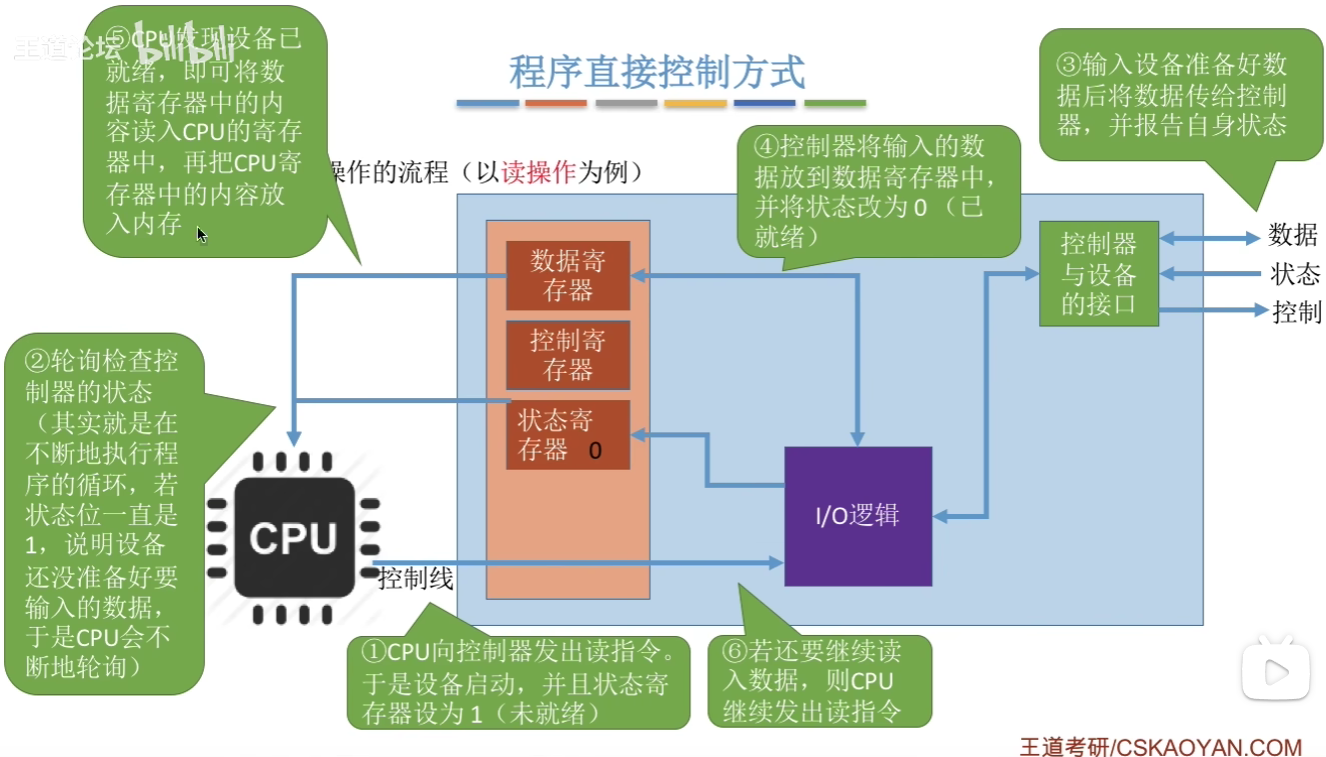 王道论坛 bilibili
程序直接控制方式
操作的流程（以读操作为例）
⑤CPU发现设备已
就绪，即可将数
据寄存器中的内
容读入CPU的寄存
器中，再把CPU寄
存器中的内容放
入内存
③输入设备准备好数
据后将数据传给控制
器，并报告自身状态
④控制器将输入的数
据放到数据寄存器中，
并将状态改为 0 （已
就绪）
数据寄
存器
控制寄
存器
状态寄
存器 0
控制器
与设备
的接口
数据
状态
控制
②轮询检查控
制器的状态
（其实就是在
不断地执行程
序的循环，若
状态位一直是
1，说明设备
还没准备好要
输入的数据，
于是CPU会不
断地轮询）
CPU
控制线
I/O逻辑
①CPU向控制器发出读指令。
于是设备启动，并且状态寄
存器设为 1（未就绪）
⑥若还要继续读
入数据，则CPU
继续发出读指令
王道考研/CSKAOYAN.COM